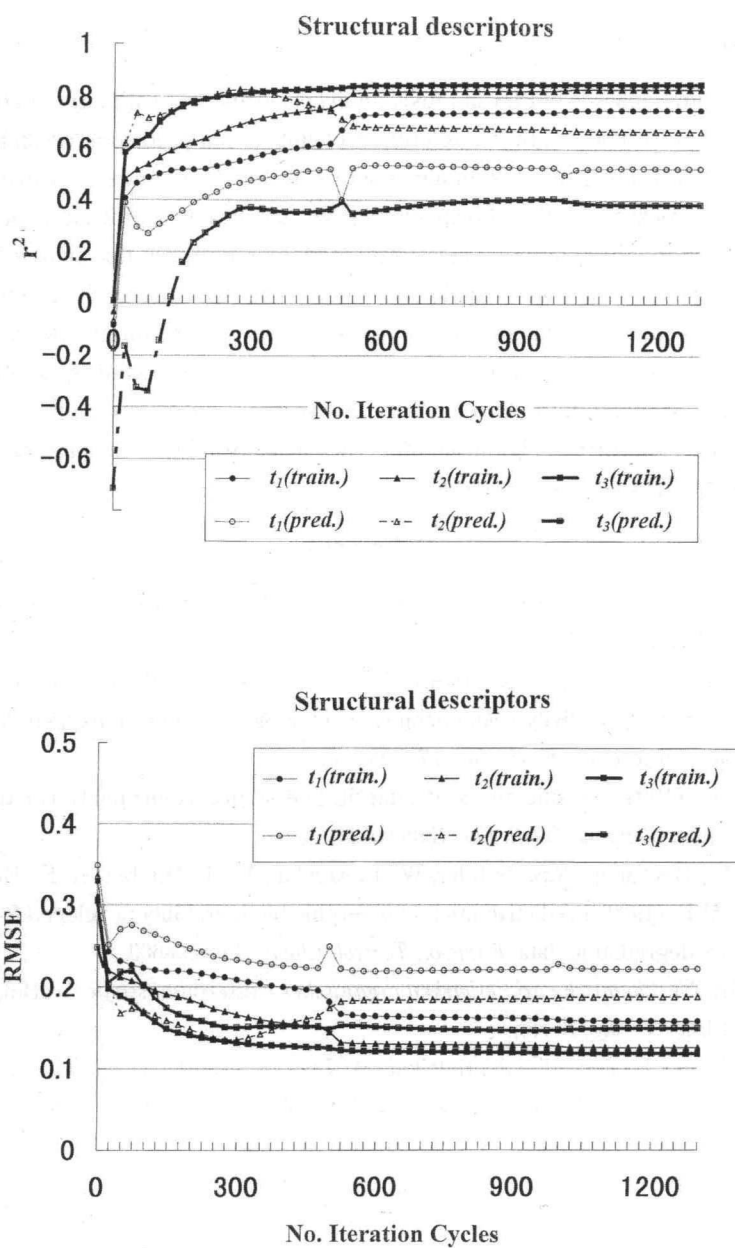 Structural descriptors
1
0.8
0.6
0.4
0.2
0
-0.2
-0.4
-0.6
r²
0 300 600 900 1200
No. Iteration Cycles
t₁(train.) t₂(train.) t₃(train.)
t₁(pred.) t₂(pred.) t₃(pred.)
Structural descriptors
0.5
0.4
0.3
0.2
0.1
0
RMSE
t₁(train.) t₂(train.) t₃(train.)
t₁(pred.) t₂(pred.) t₃(pred.)
0 300 600 900 1200
No. Iteration Cycles